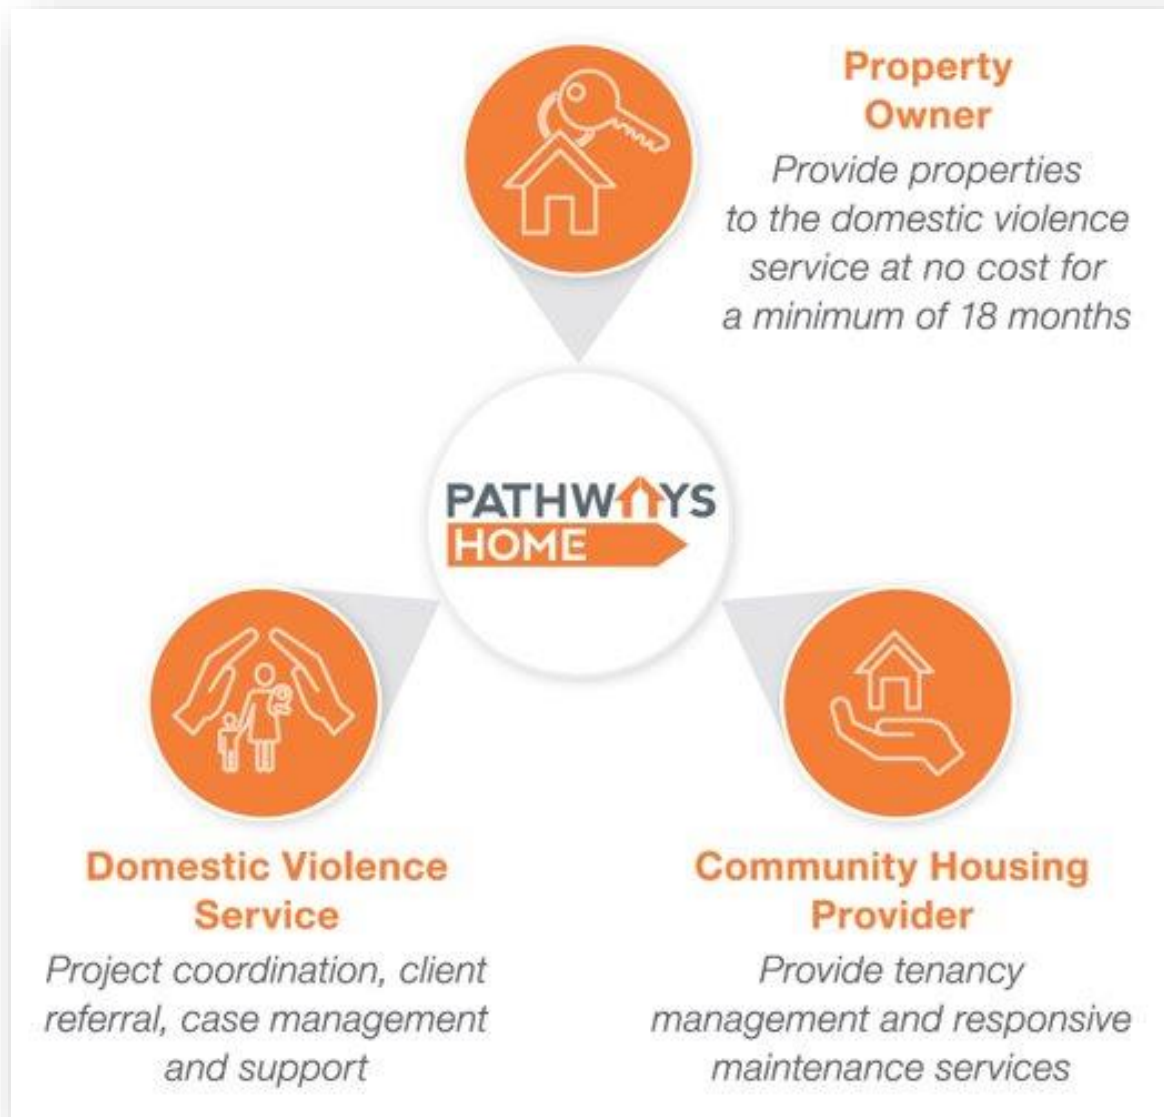 Property
Owner
Provide properties
to the domestic violence
service at no cost for
a minimum of 18 months
PATHWAYS
HOME
Domestic Violence
Service
Project coordination, client
referral, case management
and support
Community Housing
Provider
Provide tenancy
management and responsive
maintenance services